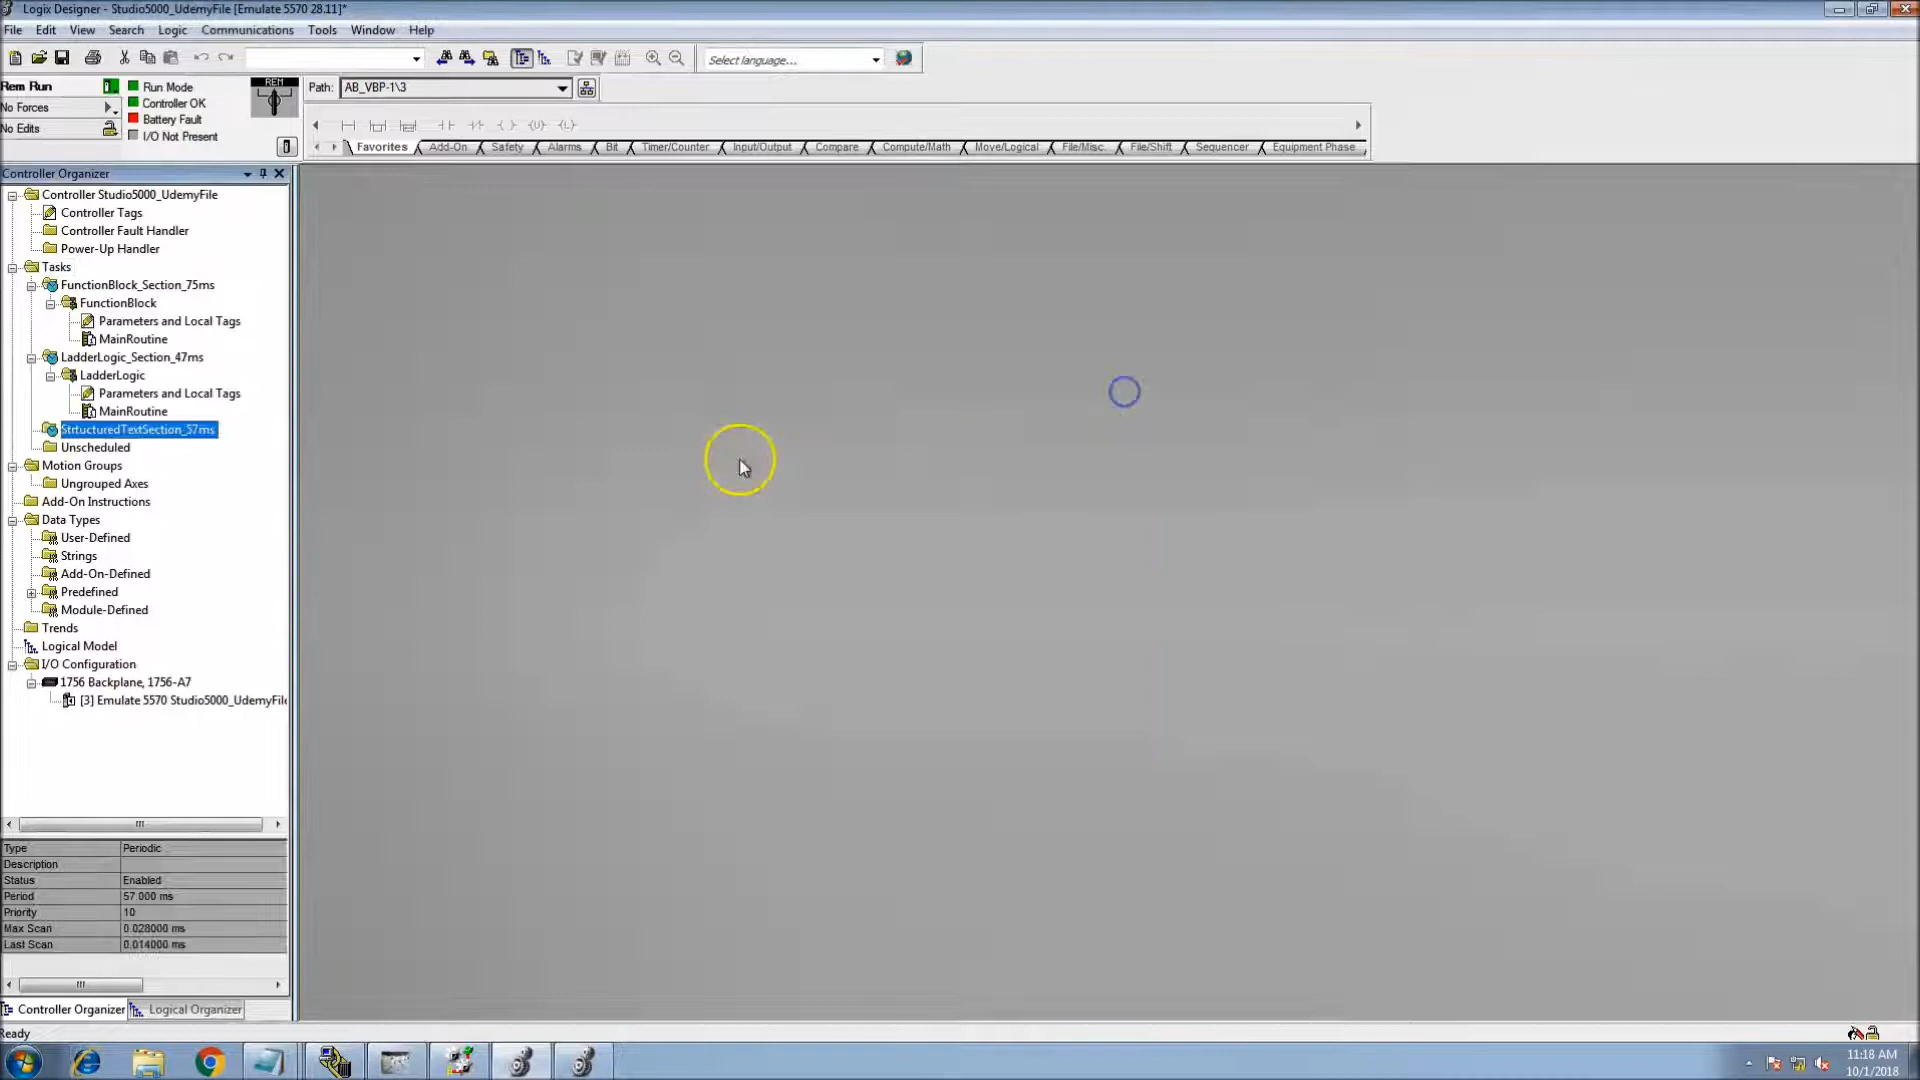 Logix Designer - Studio5000_UdemyFile [Emulate 5570 28.11]*
File Edit View Search Logic Communications Tools Window Help
Select language...
Rem Run
No Forces
No Edits
Run Mode
Controller OK
Battery Fault
I/O Not Present
REM
Path: AB_VBP-1\3
Favorites Add-On Safety Alarms Bit Timer/Counter Input/Output Compare Compute/Math Move/Logical File/Misc. File/Shift Sequencer Equipment Phase
Controller Organizer
Controller Studio5000_UdemyFile
Controller Tags
Controller Fault Handler
Power-Up Handler
Tasks
FunctionBlock_Section_75ms
FunctionBlock
Parameters and Local Tags
MainRoutine
LadderLogic_Section_47ms
LadderLogic
Parameters and Local Tags
MainRoutine
StrtucturedTextSection_57ms
Unscheduled
Motion Groups
Ungrouped Axes
Add-On Instructions
Data Types
User-Defined
Strings
Add-On-Defined
Predefined
Module-Defined
Trends
Logical Model
I/O Configuration
1756 Backplane, 1756-A7
[3] Emulate 5570 Studio5000_UdemyFile
Type Periodic
Description
Status Enabled
Period 57.000 ms
Priority 10
Max Scan 0.028000 ms
Last Scan 0.014000 ms
Controller Organizer Logical Organizer
Ready
11:18 AM
10/1/2018